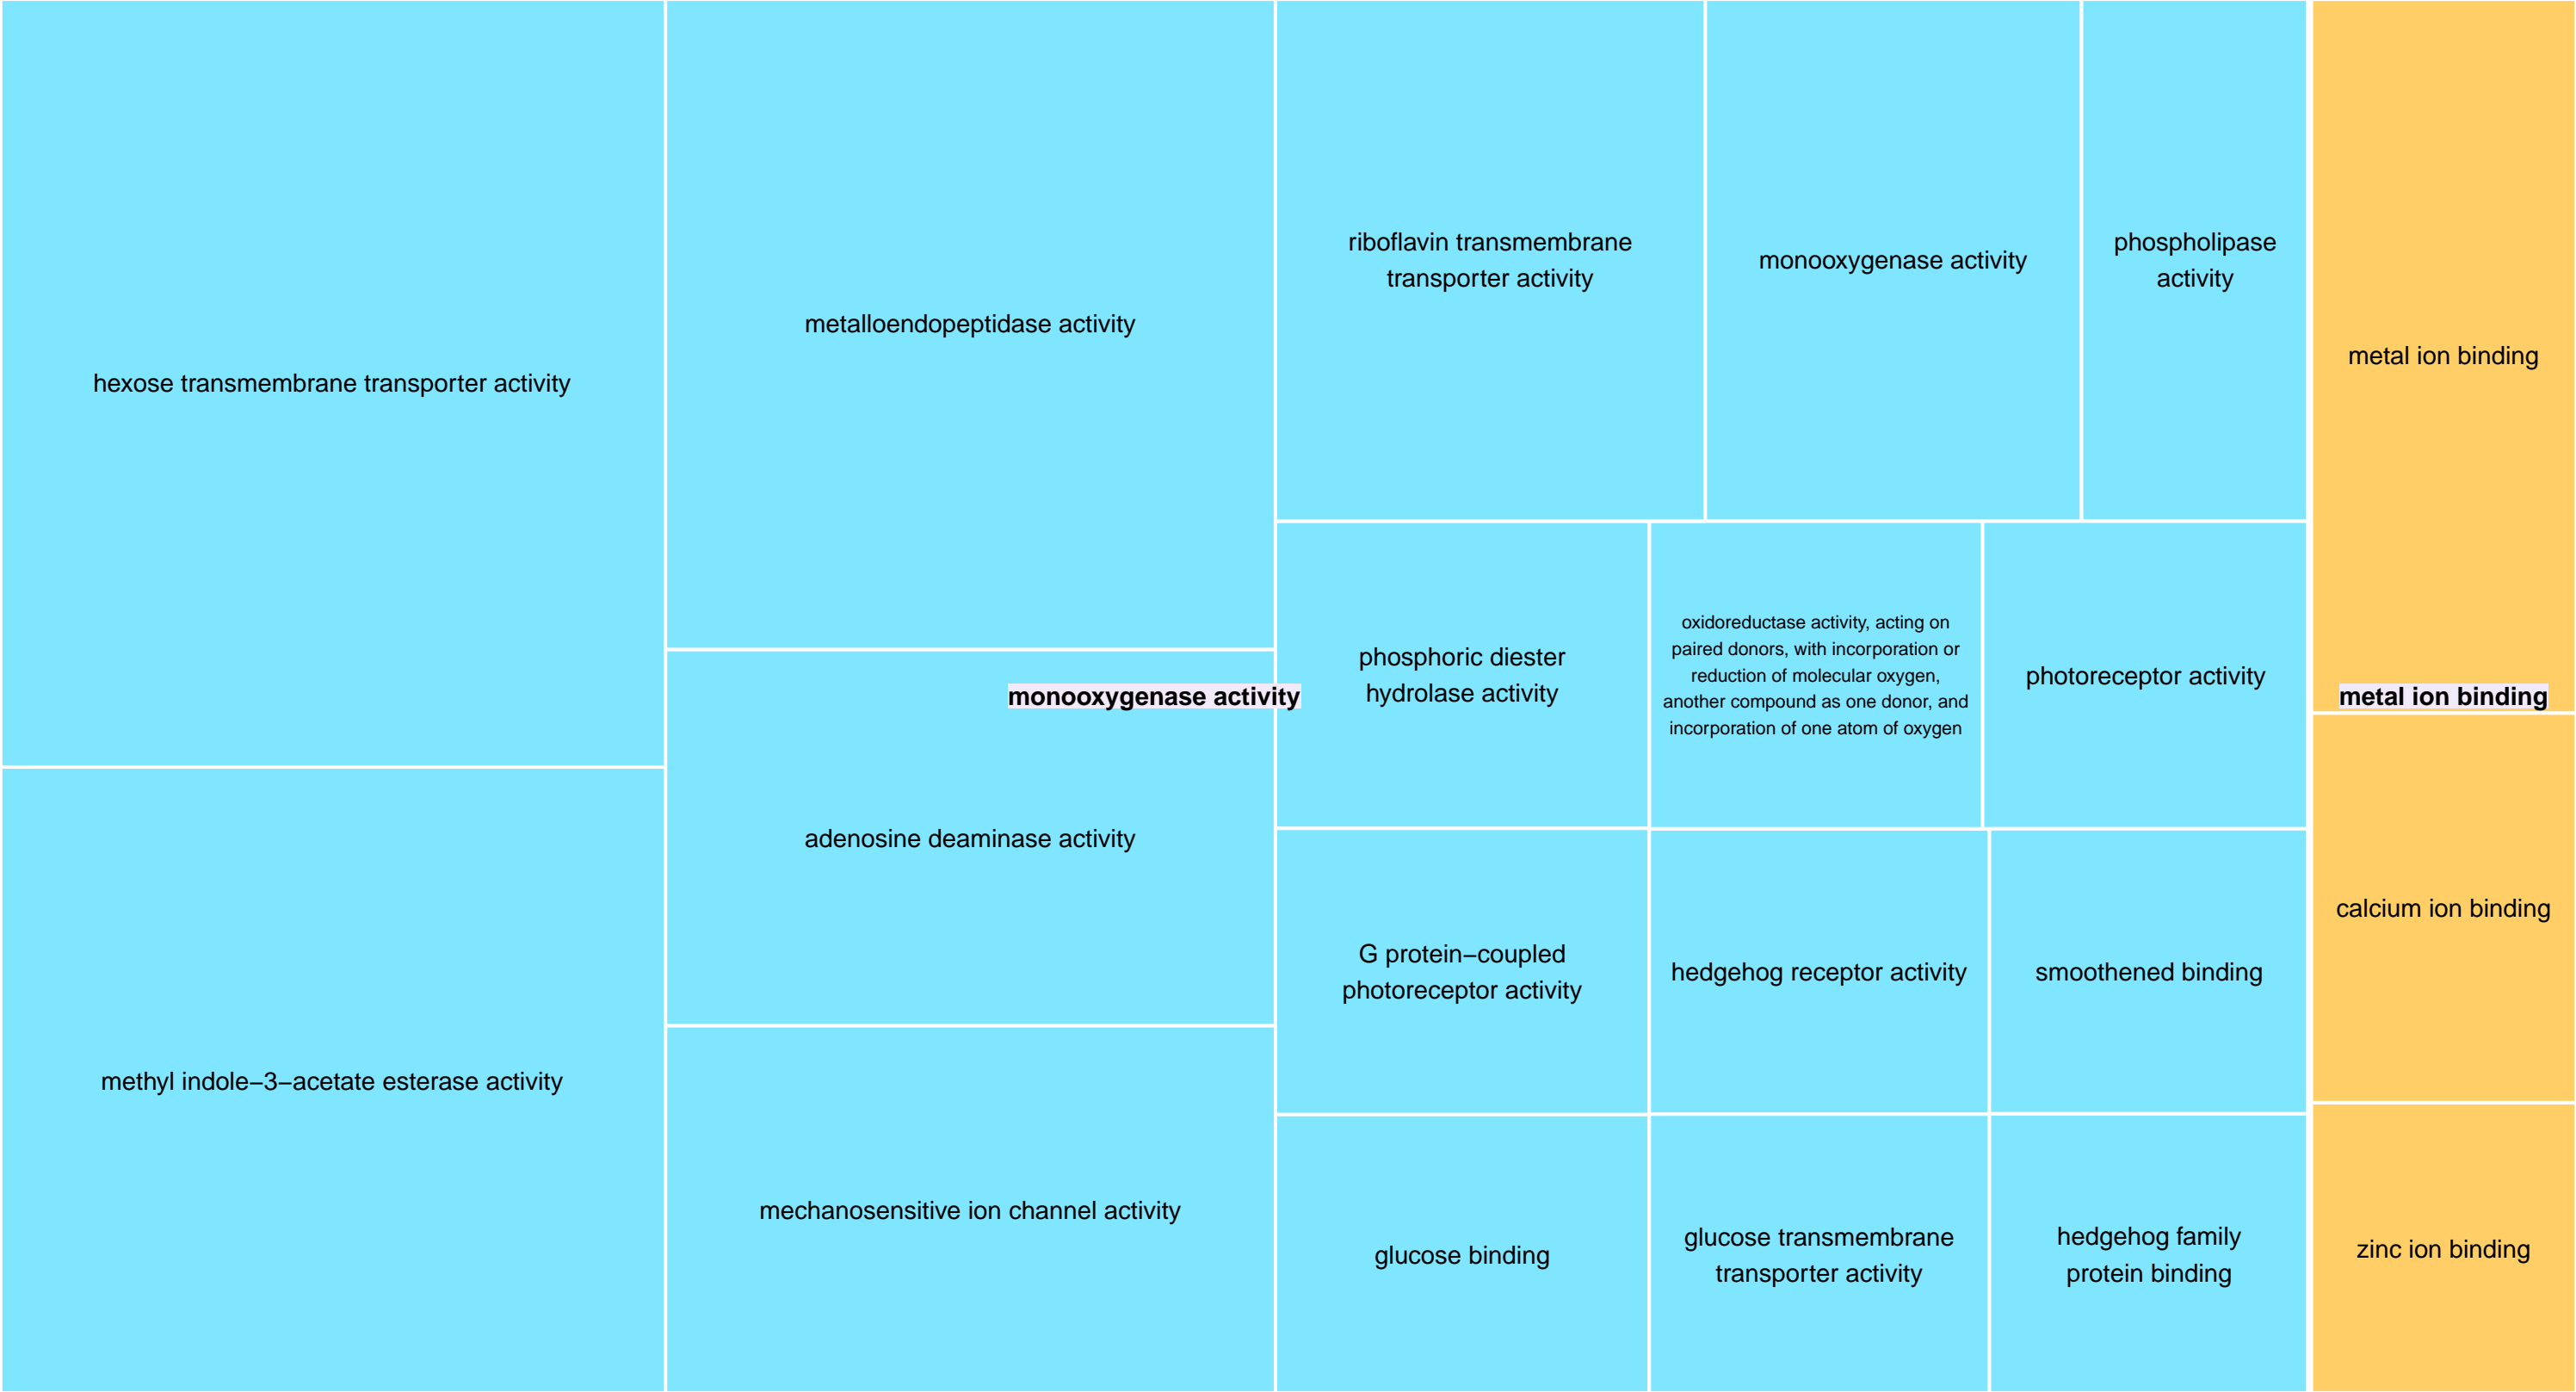 hexose transmembrane transporter activity
methyl indole−3−acetate esterase activity
metalloendopeptidase activity
adenosine deaminase activity
mechanosensitive ion channel activity
monooxygenase activity
riboflavin transmembrane
transporter activity
monooxygenase activity
phospholipase
activity
phosphoric diester
hydrolase activity
oxidoreductase activity, acting on
paired donors, with incorporation or
reduction of molecular oxygen,
another compound as one donor, and
incorporation of one atom of oxygen
photoreceptor activity
G protein−coupled
photoreceptor activity
hedgehog receptor activity
smoothened binding
glucose binding
glucose transmembrane
transporter activity
hedgehog family
protein binding
metal ion binding
metal ion binding
calcium ion binding
zinc ion binding